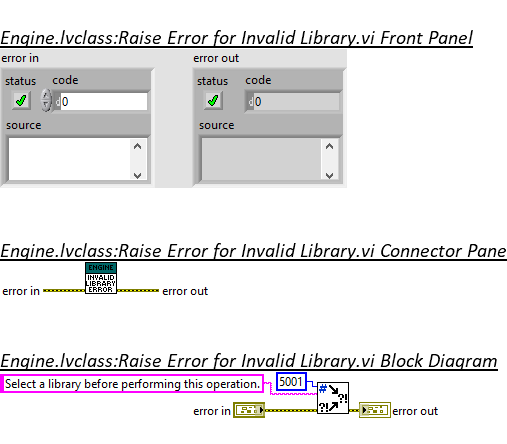 Engine.lvclass:Raise Error for Invalid Library.vi Front Panel
error in
error out
status code
status code
d 0
d 0
source
source
Engine.lvclass:Raise Error for Invalid Library.vi Connector Pane
ENGINE
INVALID
LIBRARY
ERROR
error in
error out
Engine.lvclass:Raise Error for Invalid Library.vi Block Diagram
Select a library before performing this operation.
5001
#
?!
?!
error in
error out